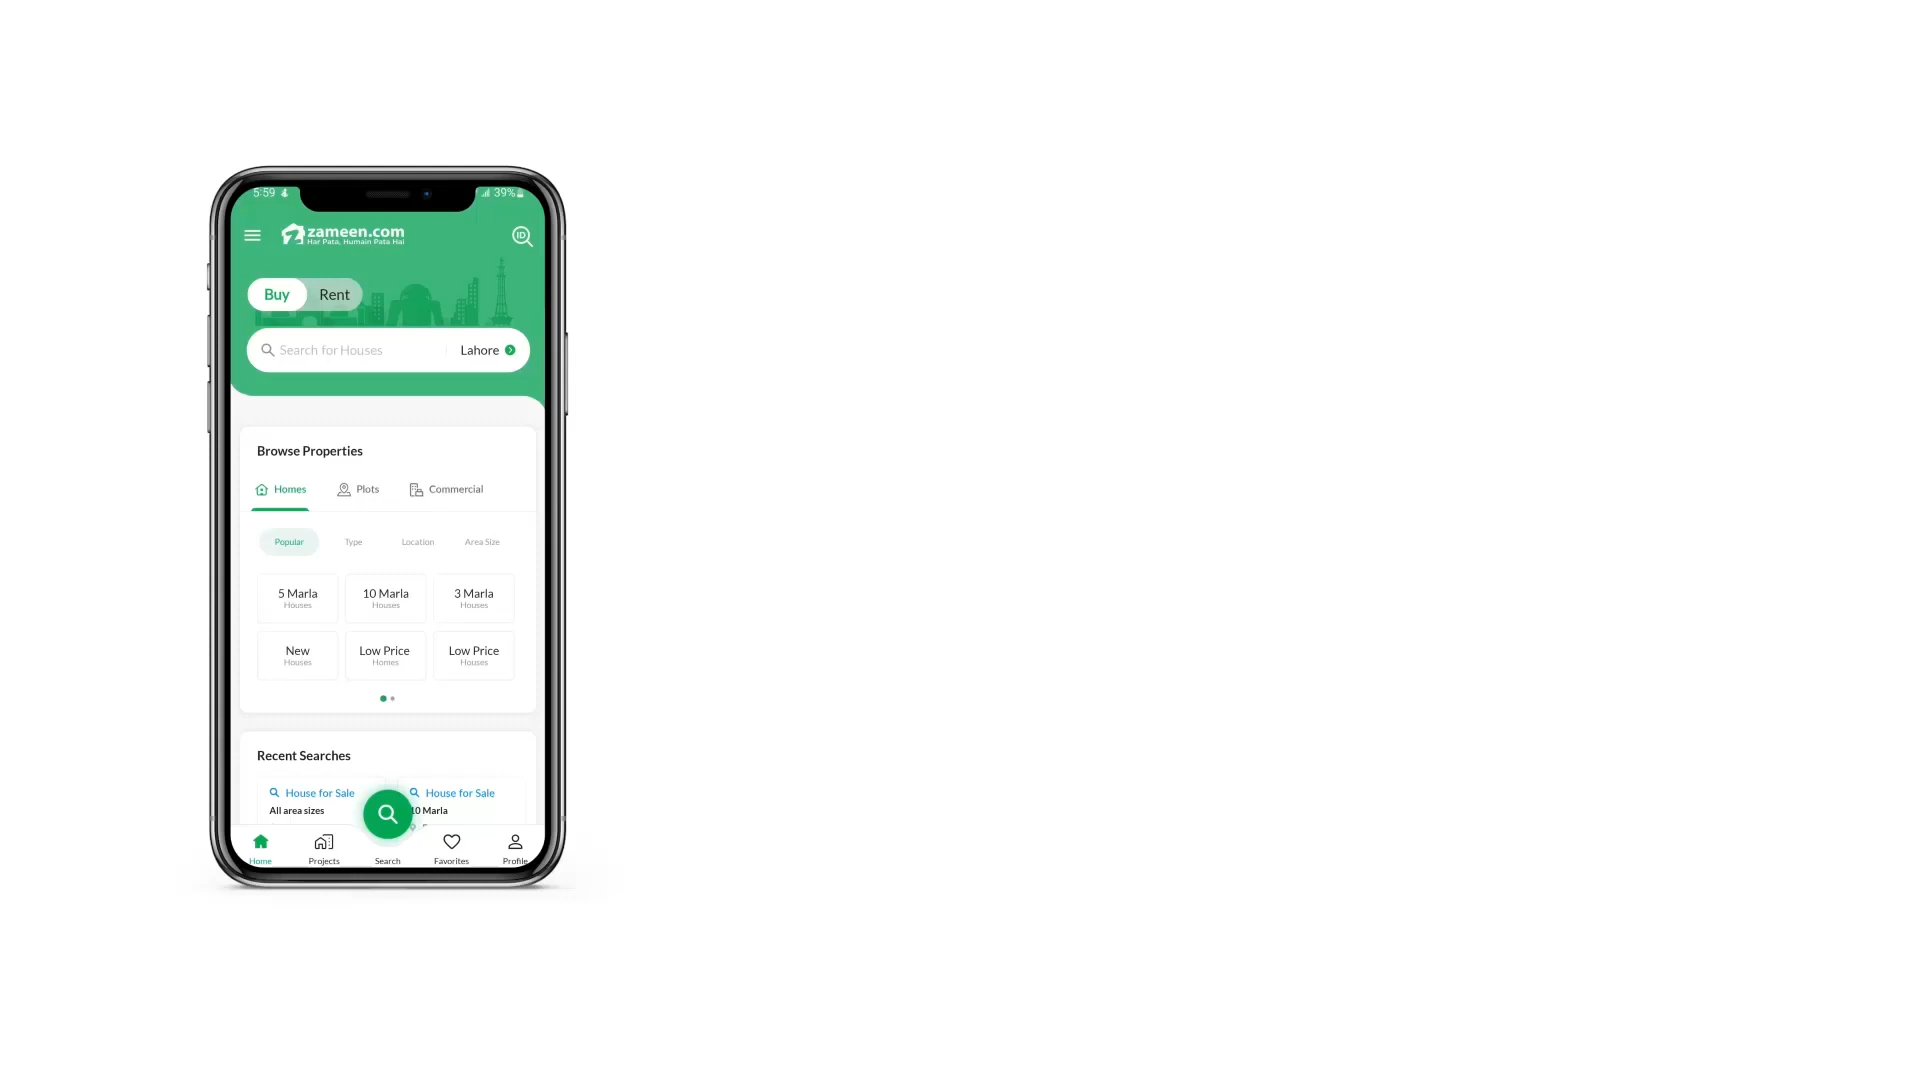 5:59 39%
zameen.com
Har Pata, Humain Pata Hai
ID
Buy Rent
Search for Houses Lahore
Browse Properties
Homes Plots Commercial
Popular Type Location Area Size
5 Marla 10 Marla 3 Marla
Houses Houses Houses
New Low Price Low Price
Houses Homes Houses
Recent Searches
House for Sale House for Sale
All area sizes 10 Marla
Home Projects Search Favorites Profile